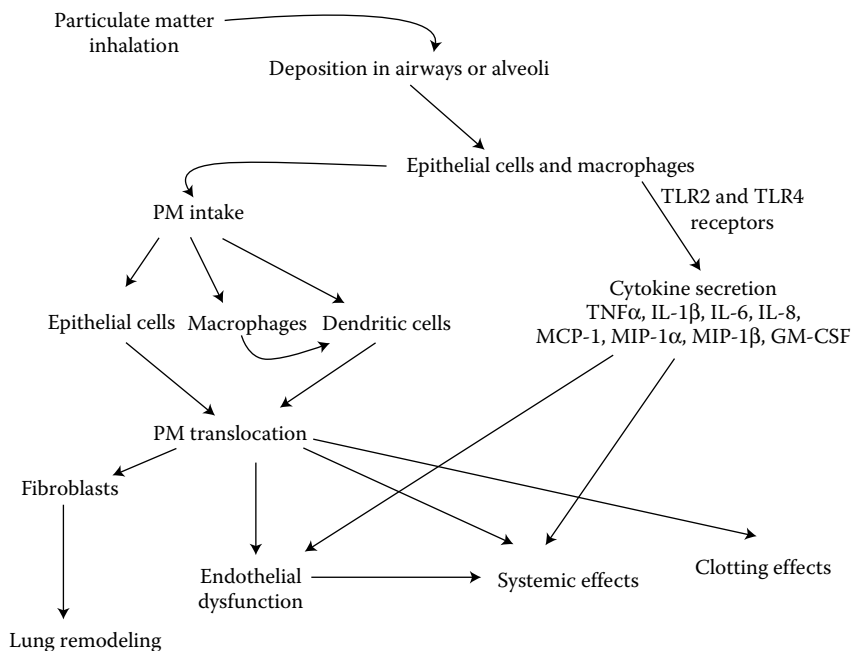 Particulate matter
inhalation
Deposition in airways or alveoli
Epithelial cells and macrophages
TLR2 and TLR4
receptors
PM intake
Cytokine secretion
TNFα, IL-1β, IL-6, IL-8,
MCP-1, MIP-1α, MIP-1β, GM-CSF
Epithelial cells
Macrophages
Dendritic cells
PM translocation
Fibroblasts
Endothelial
dysfunction
Systemic effects
Clotting effects
Lung remodeling